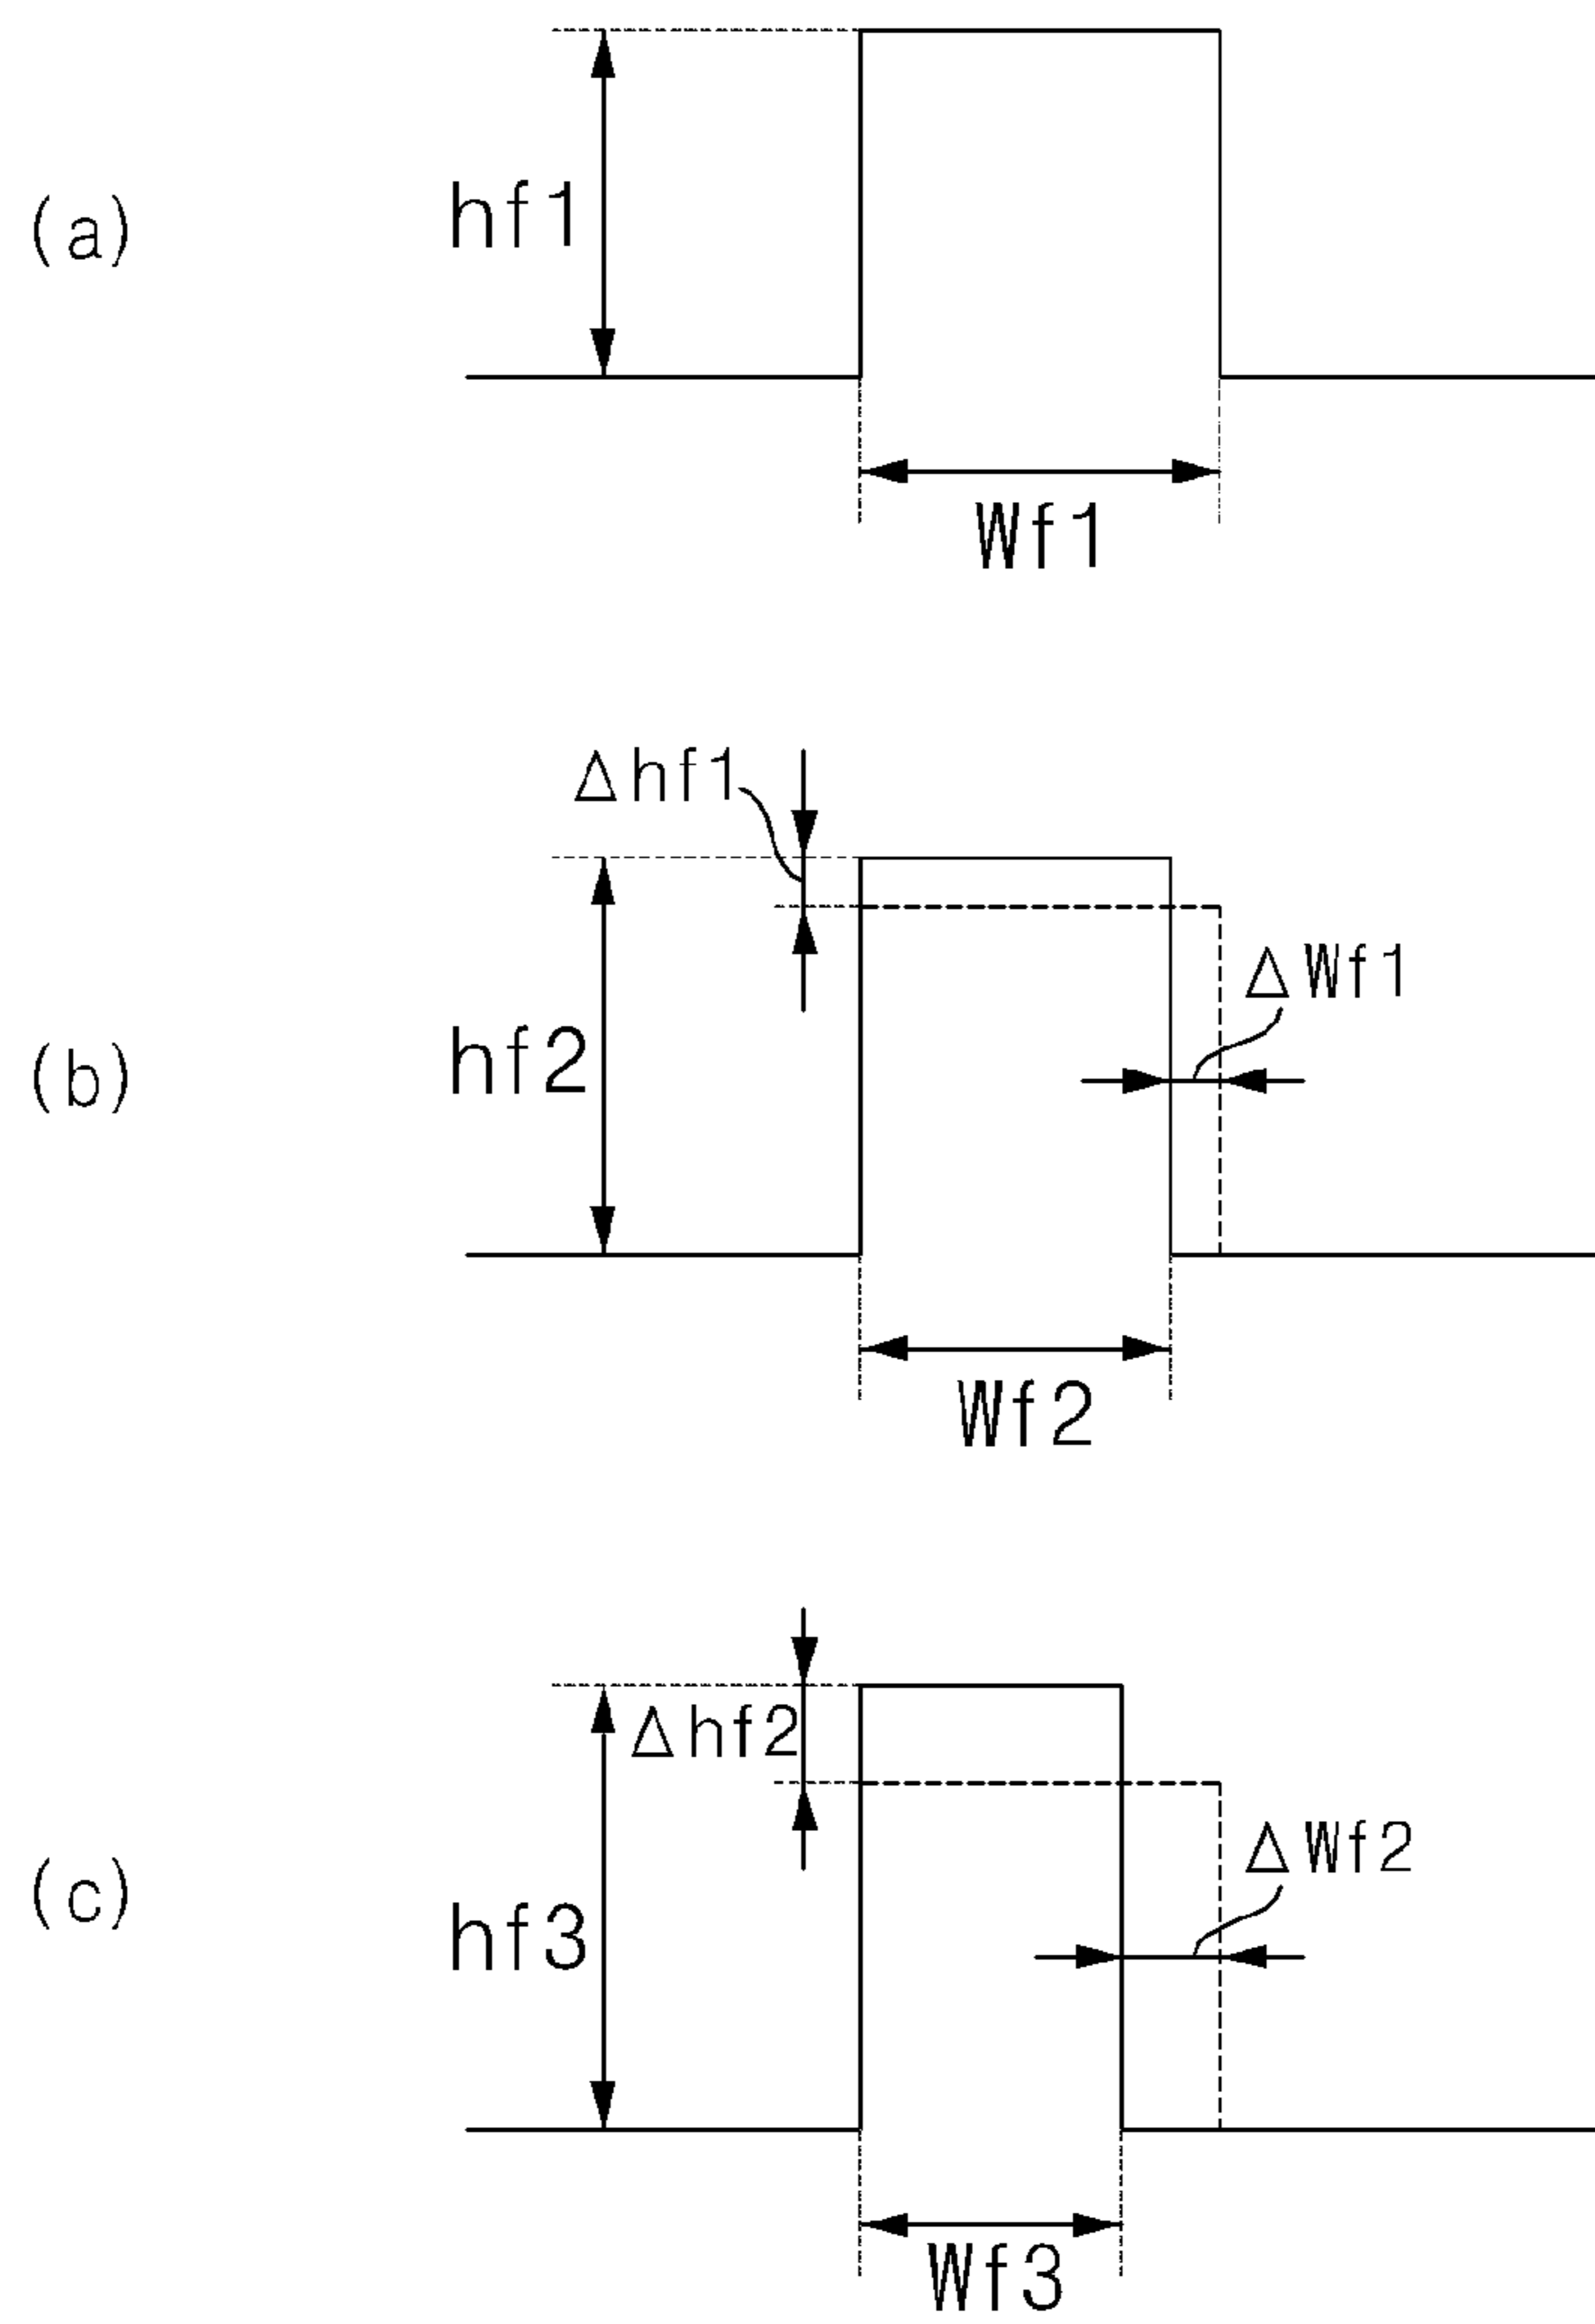 (a)
hf1
Wf1
Δhf1
ΔWf1
(b)
hf2
Wf2
Δhf2
ΔWf2
(c)
hf3
Wf3